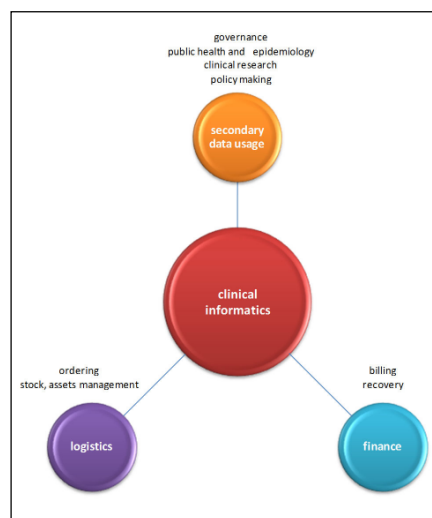 governance
public health and epidemiology
clinical research
policy making
secondary
data usage
clinical
informatics
ordering
stock, assets management
billing
recovery
logistics
finance